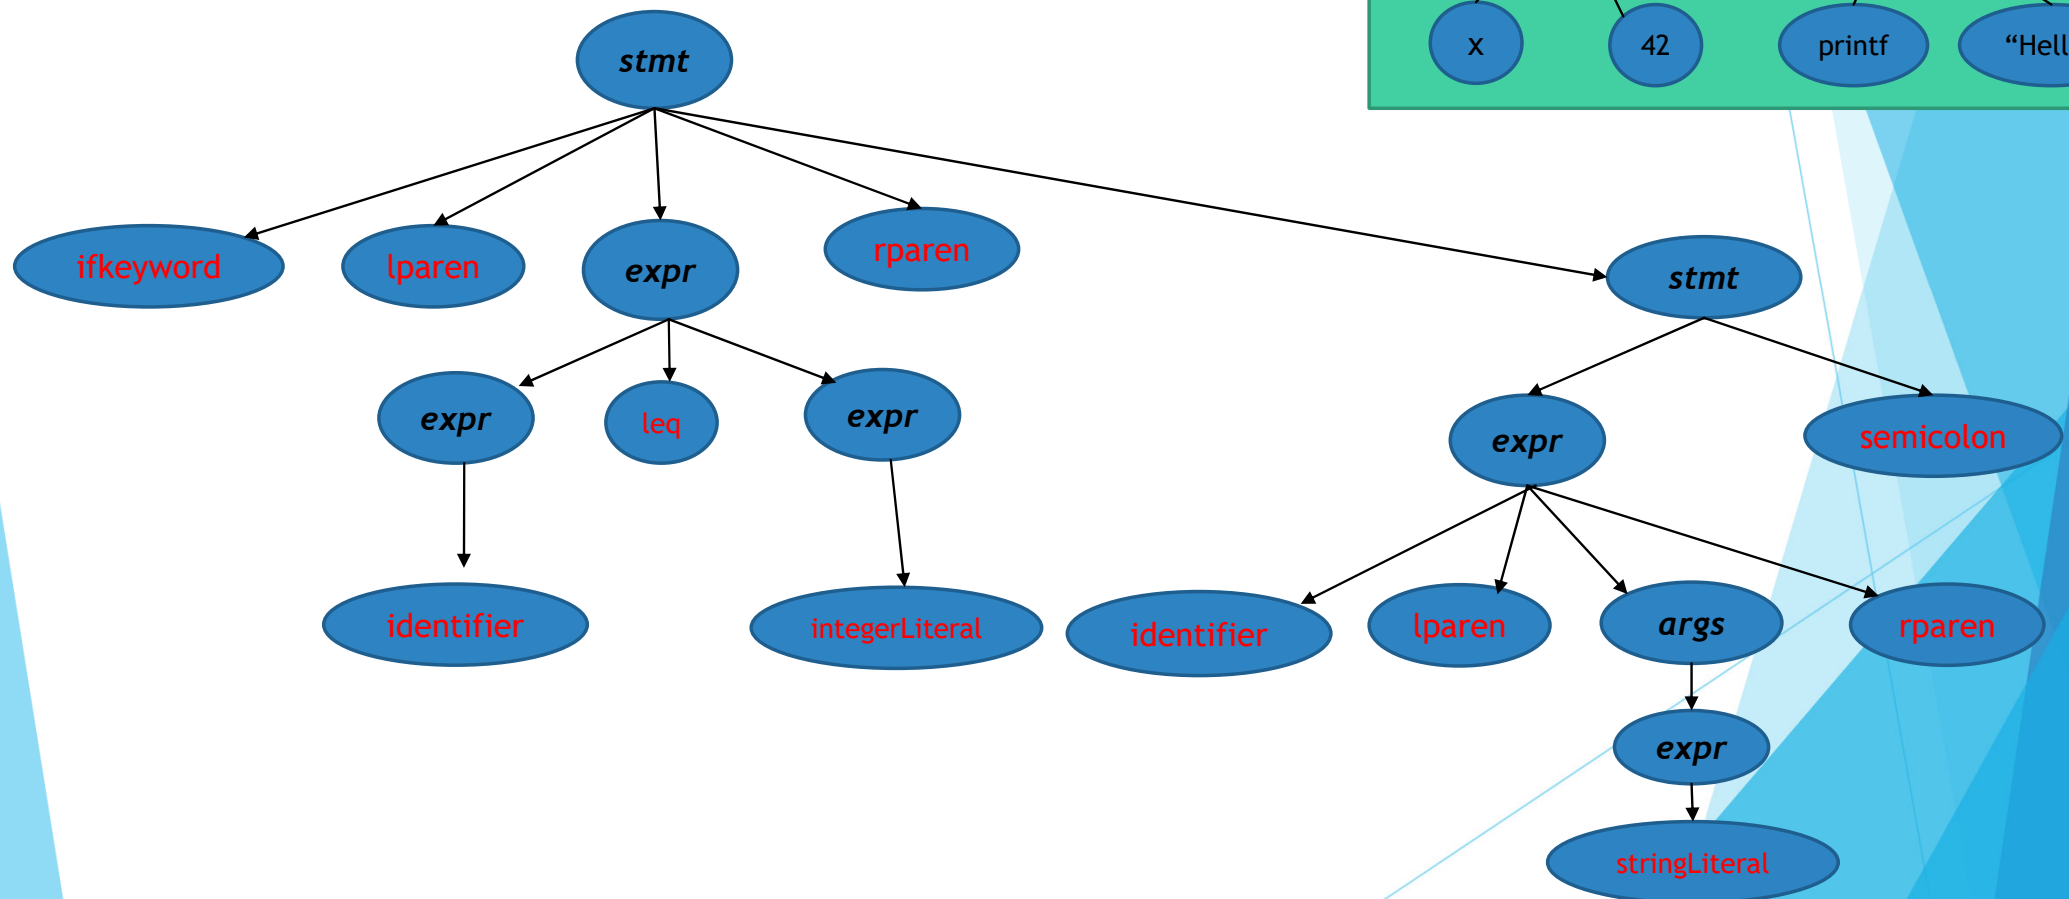 x
42
printf
“Hell
stmt
ifkeyword
lparen
expr
rparen
stmt
expr
leq
expr
expr
semicolon
identifier
integerLiteral
identifier
lparen
args
rparen
expr
stringLiteral